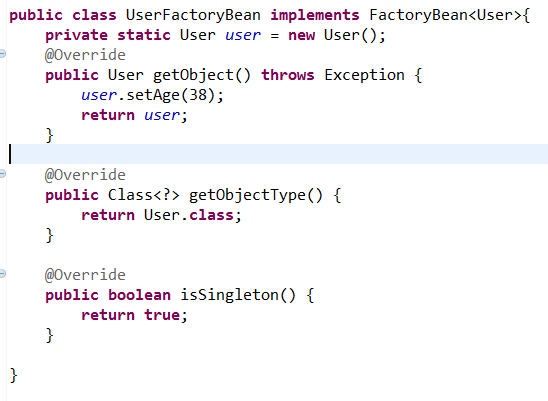 public class UserFactoryBean implements FactoryBean<User>{
    private static User user = new User();
    @Override
    public User getObject() throws Exception {
        user.setAge(38);
        return user;
    }

    @Override
    public Class<?> getObjectType() {
        return User.class;
    }

    @Override
    public boolean isSingleton() {
        return true;
    }

}